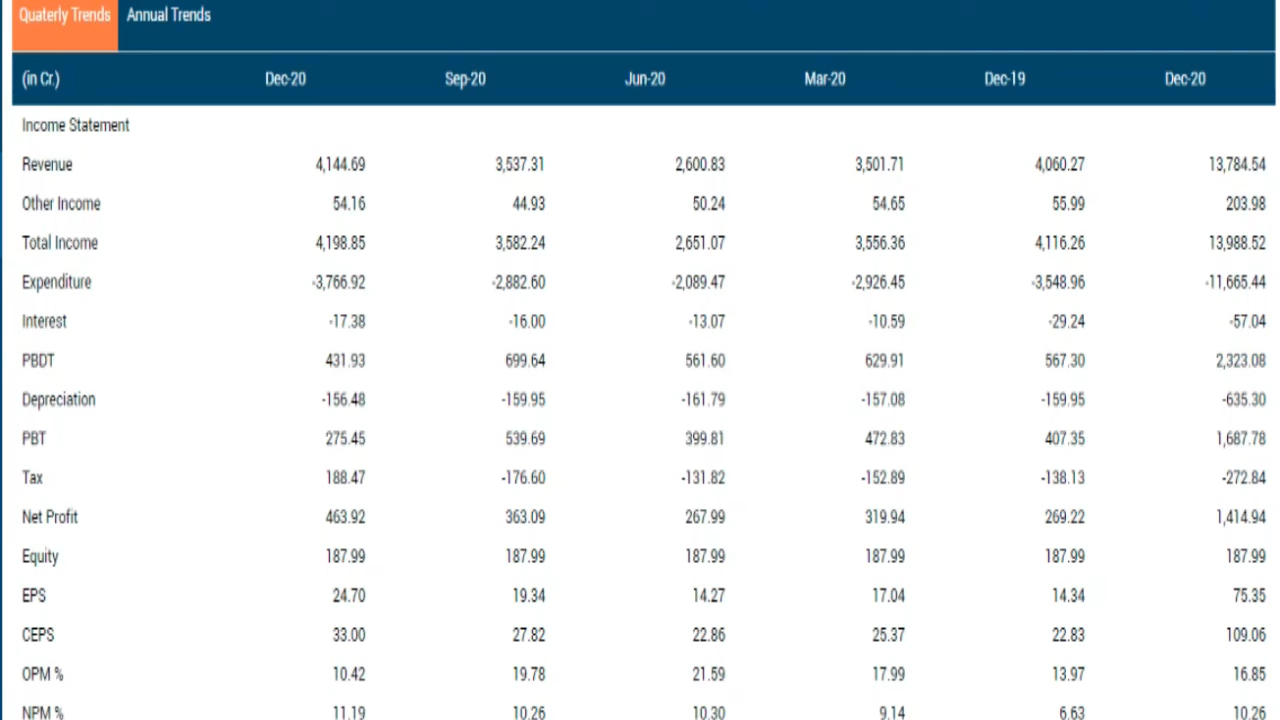 Quaterly Trends Annual Trends
(in Cr.) Dec-20 Sep-20 Jun-20 Mar-20 Dec-19 Dec-20
Income Statement
Revenue 4,144.69 3,537.31 2,600.83 3,501.71 4,060.27 13,784.54
Other Income 54.16 44.93 50.24 54.65 55.99 203.98
Total Income 4,198.85 3,582.24 2,651.07 3,556.36 4,116.26 13,988.52
Expenditure -3,766.92 -2,882.60 -2,089.47 -2,926.45 -3,548.96 -11,665.44
Interest -17.38 -16.00 -13.07 -10.59 -29.24 -57.04
PBDT 431.93 699.64 561.60 629.91 567.30 2,323.08
Depreciation -156.48 -159.95 -161.79 -157.08 -159.95 -635.30
PBT 275.45 539.69 399.81 472.83 407.35 1,687.78
Tax 188.47 -176.60 -131.82 -152.89 -138.13 -272.84
Net Profit 463.92 363.09 267.99 319.94 269.22 1,414.94
Equity 187.99 187.99 187.99 187.99 187.99 187.99
EPS 24.70 19.34 14.27 17.04 14.34 75.35
CEPS 33.00 27.82 22.86 25.37 22.83 109.06
OPM % 10.42 19.78 21.59 17.99 13.97 16.85
NPM % 11.19 10.26 10.30 9.14 6.63 10.26